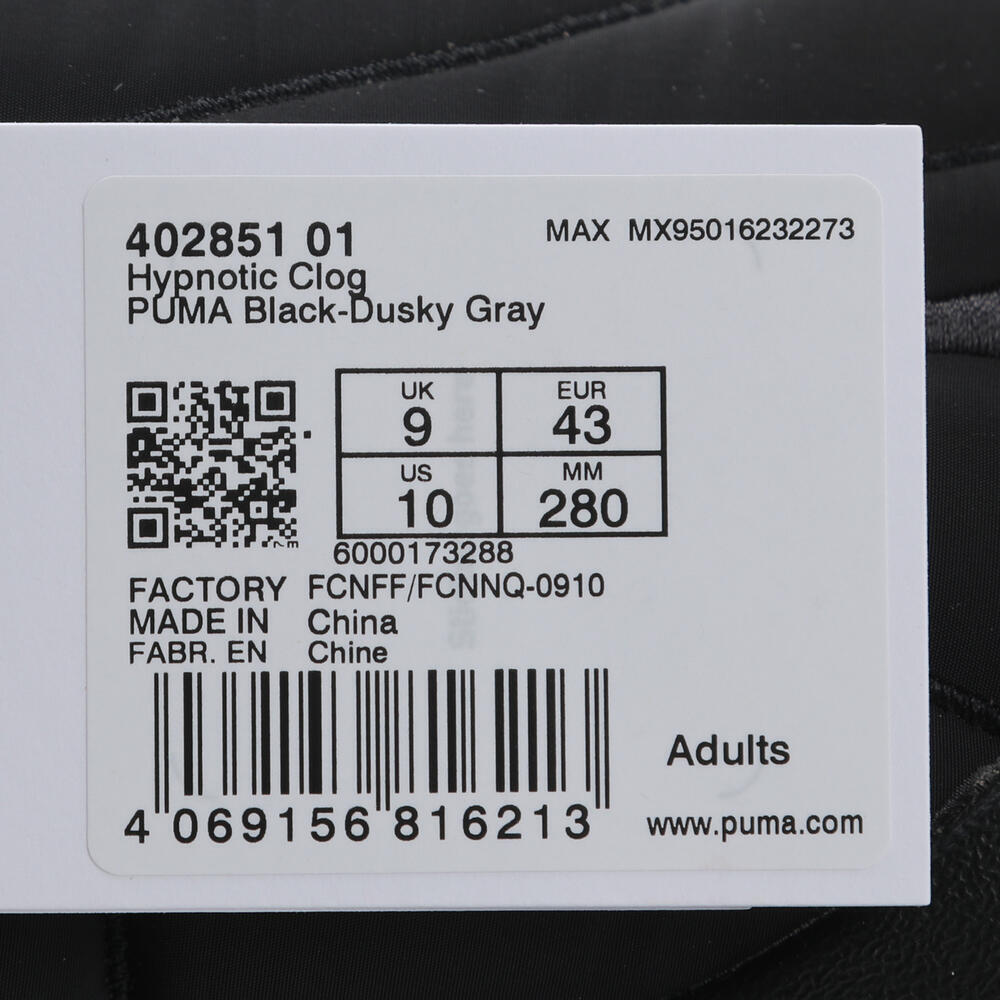 402851 01
MAX MX95016232273
Hypnotic Clog
PUMA Black-Dusky Gray
UK
9
EUR
43
US
10
MM
280
6000173288
FACTORY FCNFF/FCNNQ-0910
MADE IN China
FABR. EN Chine
4 069156 816213
Adults
www.puma.com